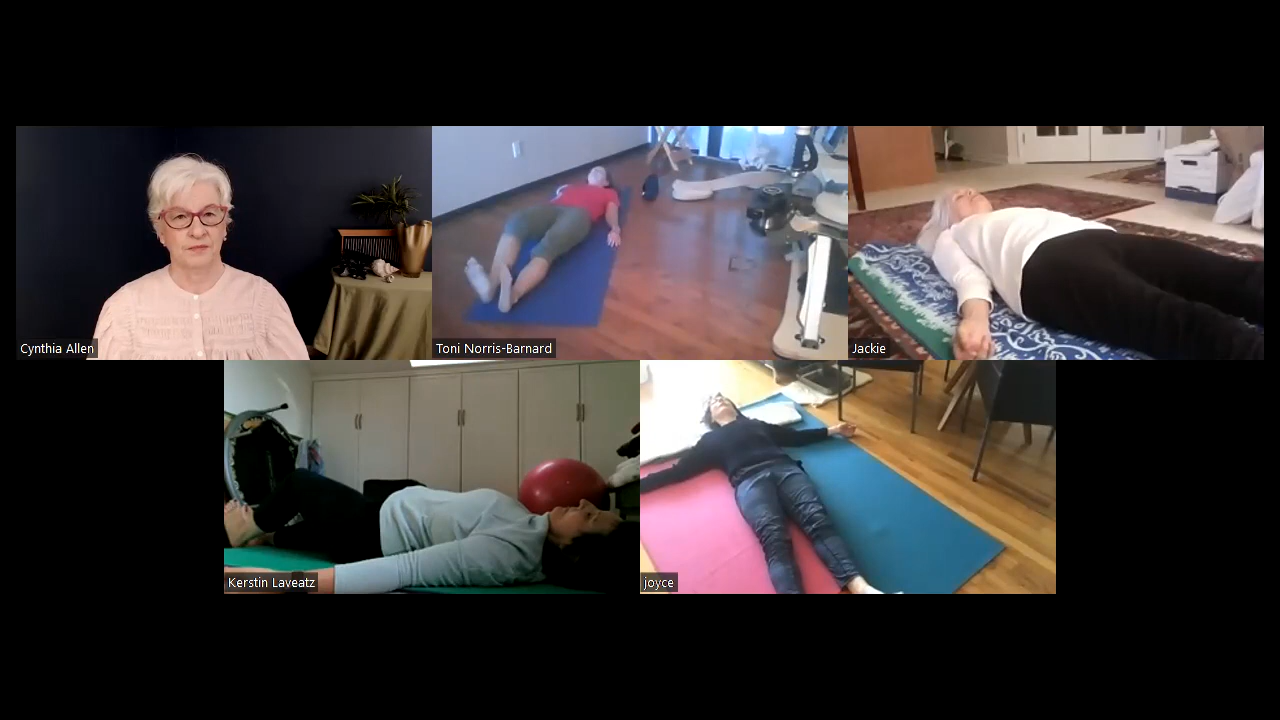 Cynthia Allen
Toni Norris-Barnard
Jackie
Kerstin Laveatz
joyce